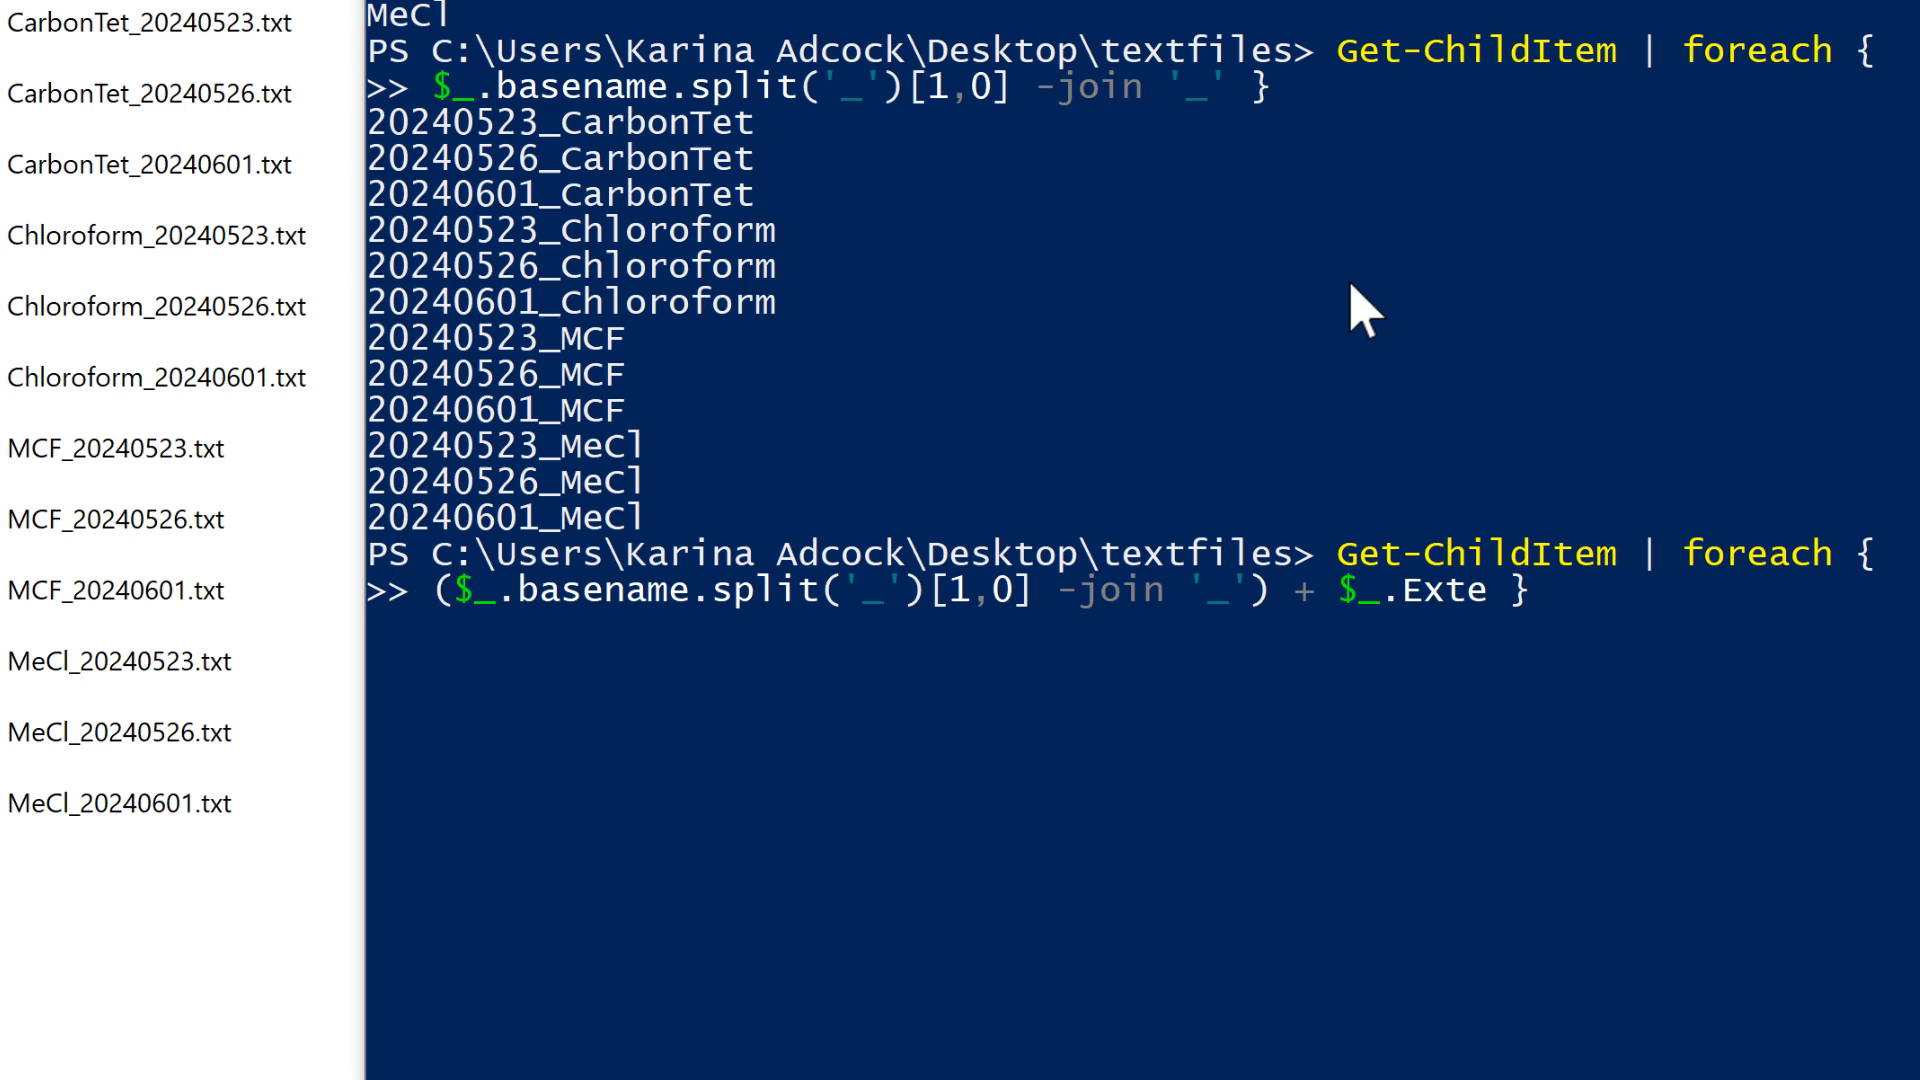 CarbonTet_20240523.txt
CarbonTet_20240526.txt
CarbonTet_20240601.txt
Chloroform_20240523.txt
Chloroform_20240526.txt
Chloroform_20240601.txt
MCF_20240523.txt
MCF_20240526.txt
MCF_20240601.txt
MeCl_20240523.txt
MeCl_20240526.txt
MeCl_20240601.txt
MeCl
PS C:\Users\Karina Adcock\Desktop\textfiles> Get-ChildItem | foreach {
>> $_.basename.split('_')[1,0] -join '_' }
20240523_CarbonTet
20240526_CarbonTet
20240601_CarbonTet
20240523_Chloroform
20240526_Chloroform
20240601_Chloroform
20240523_MCF
20240526_MCF
20240601_MCF
20240523_MeCl
20240526_MeCl
20240601_MeCl
PS C:\Users\Karina Adcock\Desktop\textfiles> Get-ChildItem | foreach {
>> ($_.basename.split('_')[1,0] -join '_') + $_.Exte }